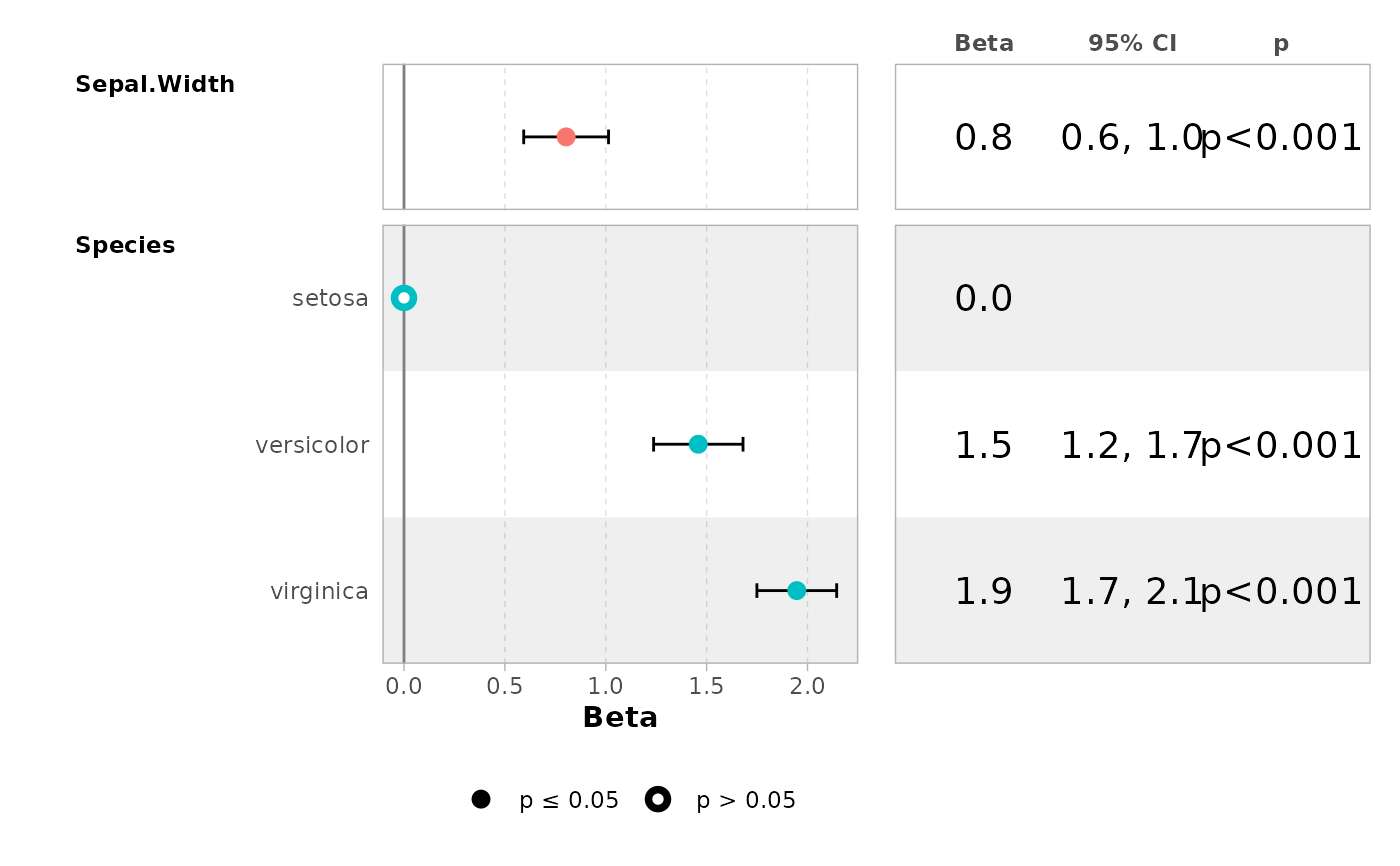 Beta 95% CI p
Sepal.Width
0.8 0.6, 1.0 p<0.001
Species
setosa 0.0
versicolor 1.5 1.2, 1.7 p<0.001
virginica 1.9 1.7, 2.1 p<0.001
0.0 0.5 1.0 1.5 2.0
Beta
p ≤ 0.05 p > 0.05